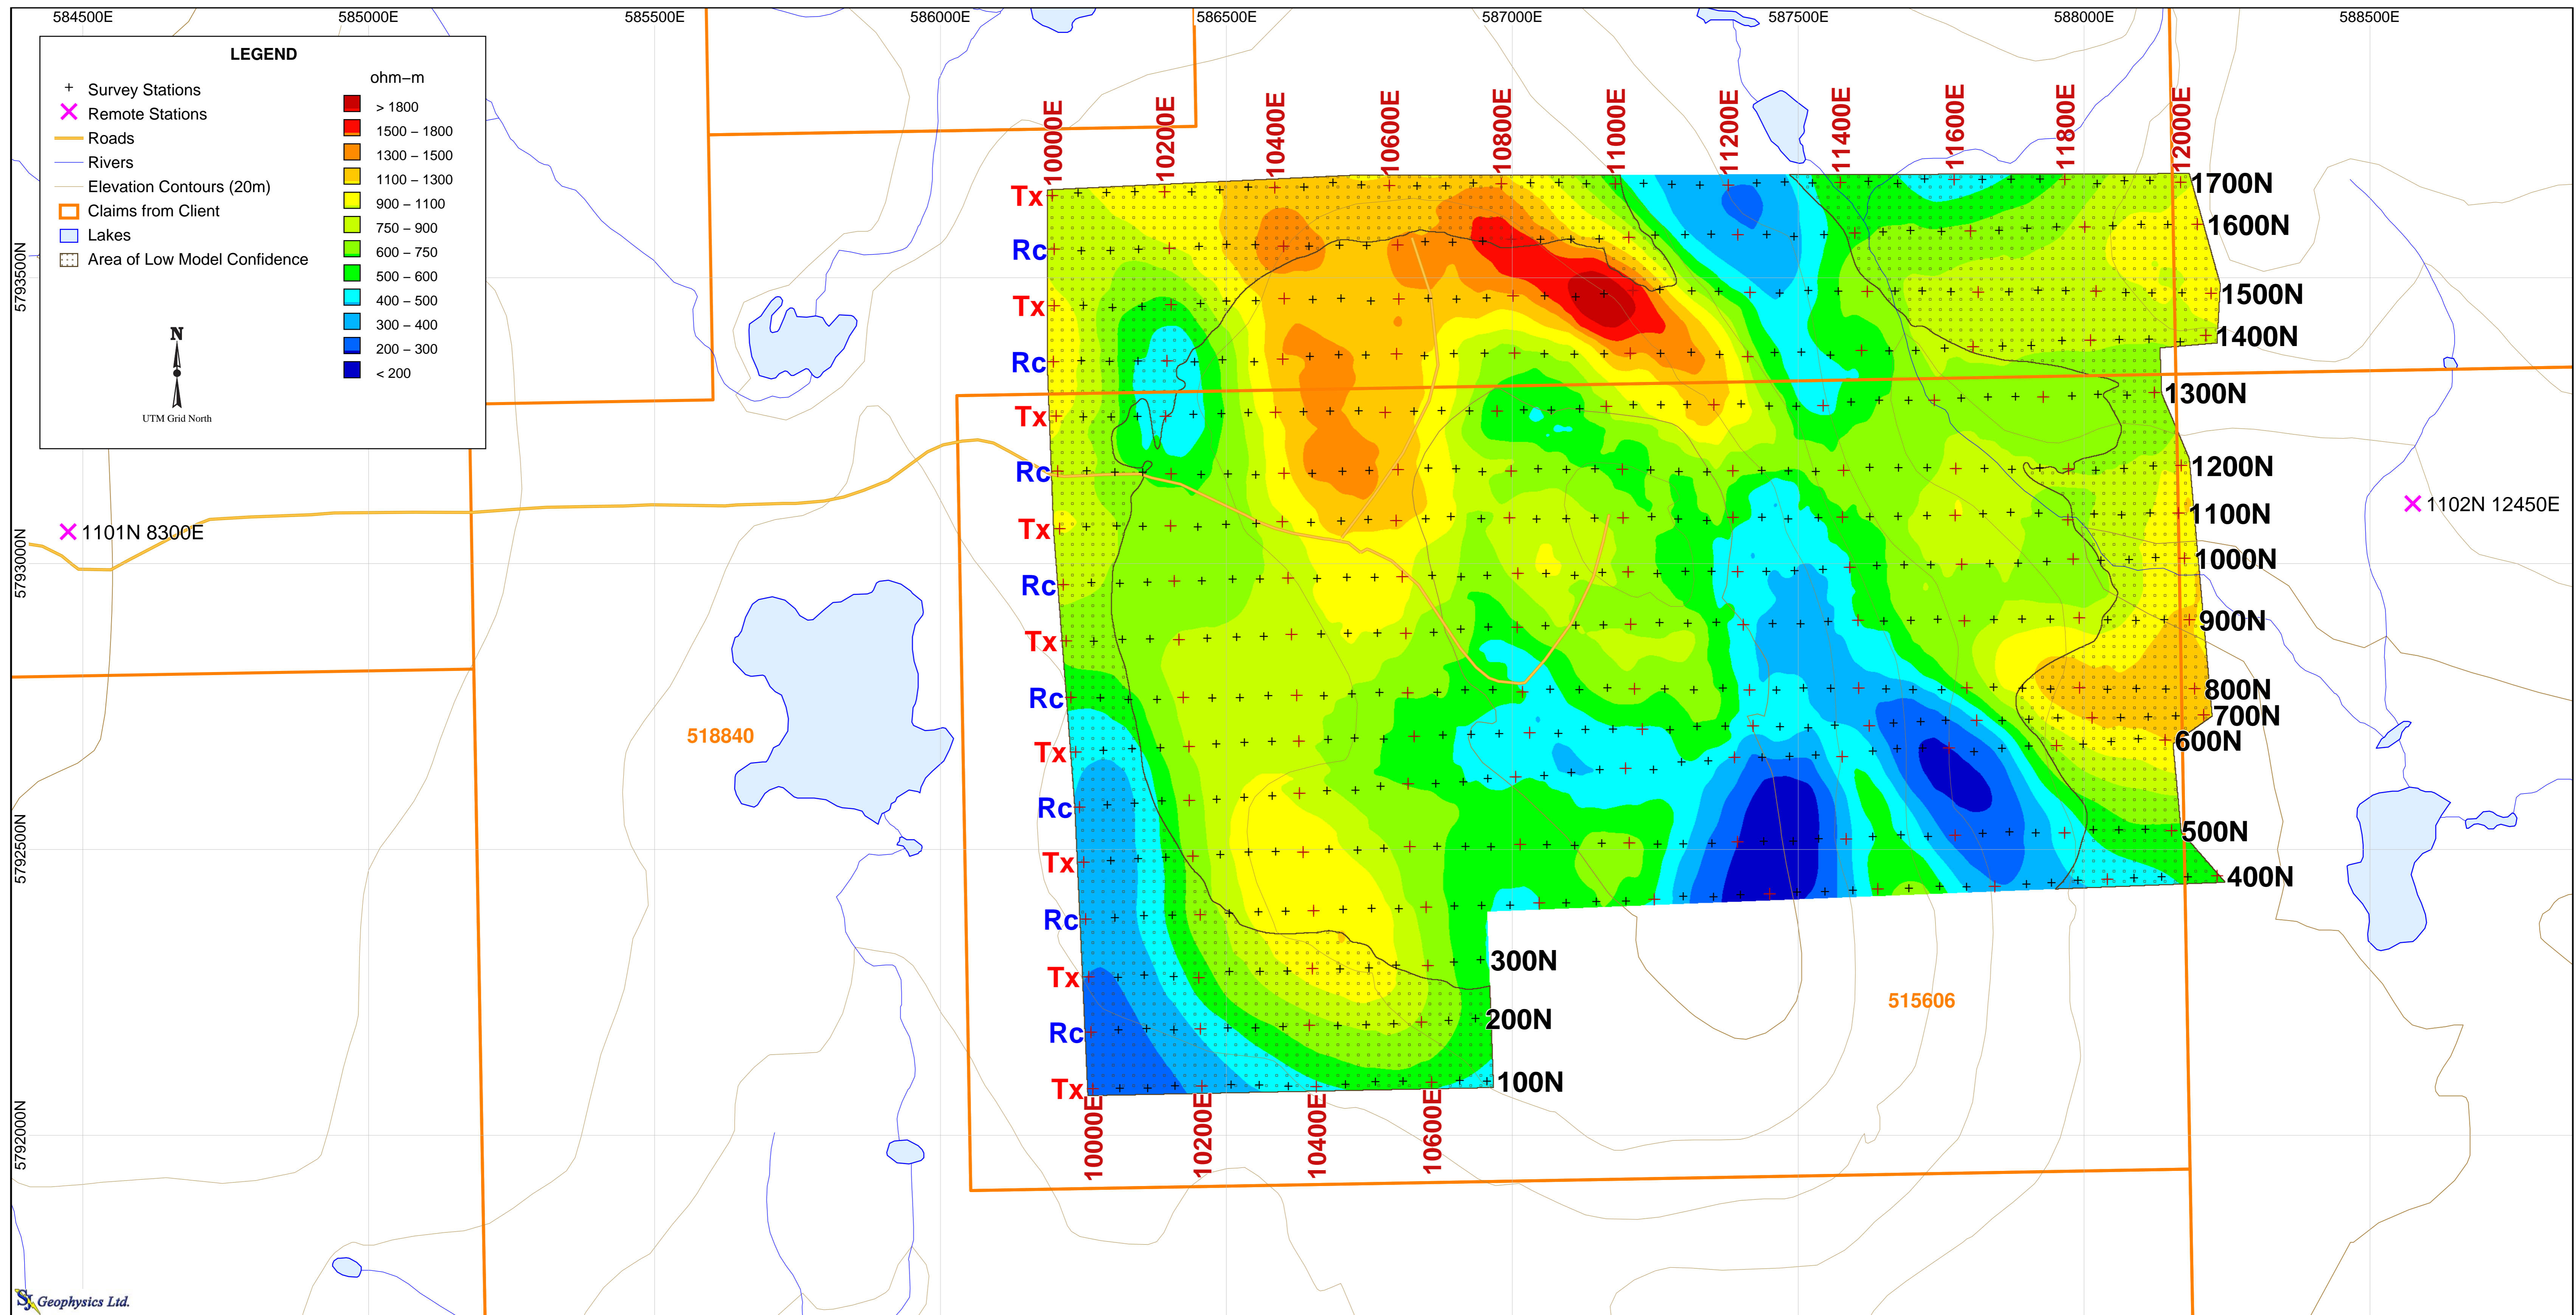 584500E 585000E 585500E 586000E 586500E 587000E 587500E 588000E 588500E
LEGEND
ohm-m
+ Survey Stations
Remote Stations
Roads
Rivers
Elevation Contours (20m)
Claims from Client
Lakes
Area of Low Model Confidence
> 1800
1500 - 1800
1300 - 1500
1100 - 1300
900 - 1100
750 - 900
600 - 750
500 - 600
400 - 500
300 - 400
200 - 300
< 200
N
UTM Grid North
10000E 10200E 10400E 10600E 10800E 11000E 11200E 11400E 11600E 11800E 12000E
Tx
Rc
Tx
Rc
Tx
Rc
Tx
Rc
Tx
Rc
Tx
Rc
Tx
Rc
Tx
Rc
Tx
1700N
1600N
1500N
1400N
1300N
1200N
1100N
1000N
900N
800N
700N
600N
500N
400N
300N
200N
100N
10000E 10200E 10400E 10600E
5793500N
5793000N
5792500N
5792000N
1101N 8300E
1102N 12450E
518840
515606
SJ Geophysics Ltd.